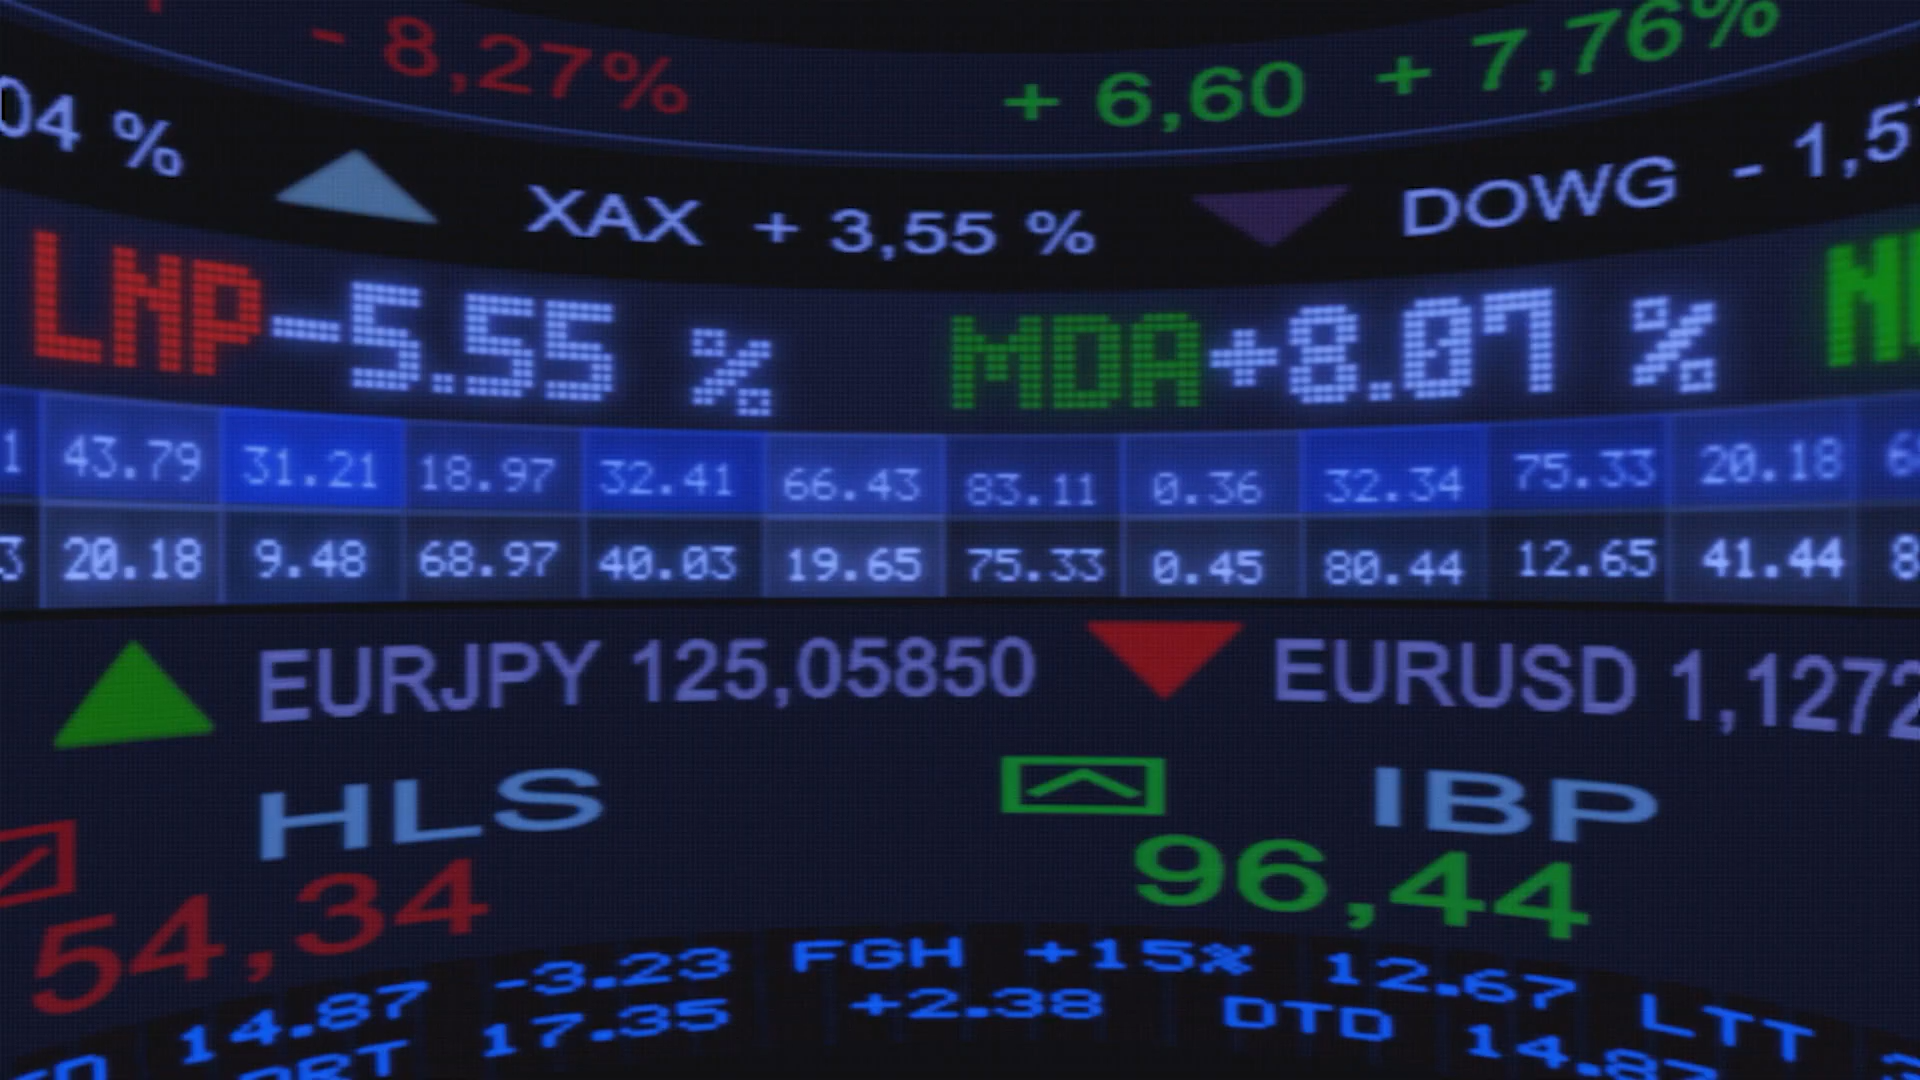 - 8,27% + 6,60 + 7,76%
04 % XAX + 3,55 % DOWG - 1,5
LNP-5.55 % MDA+8.07 %
1 43.79 31.21 18.97 32.41 66.43 83.11 0.36 32.34 75.33 20.18
3 20.18 9.48 68.97 40.03 19.65 75.33 0.45 80.44 12.65 41.44 8
EURJPY 125,05850 EURUSD 1,1272
HLS IBP
54,34 96,44
14.87 -3.23 FGH +15% 12.67 LTT
17.35 +2.38 DTD 14.87